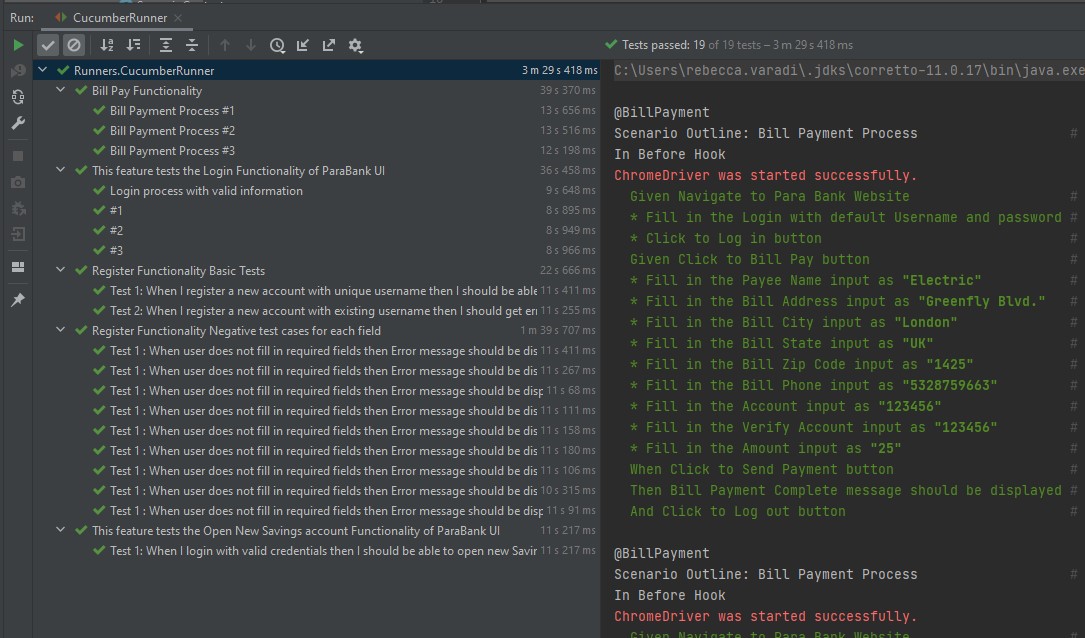 Run:
CucumberRunner
Tests passed: 19 of 19 tests – 3 m 29 s 418 ms
Runners.CucumberRunner 3 m 29 s 418 ms
Bill Pay Functionality 39 s 370 ms
Bill Payment Process #1 13 s 656 ms
Bill Payment Process #2 13 s 516 ms
Bill Payment Process #3 12 s 198 ms
This feature tests the Login Functionality of ParaBank UI 36 s 458 ms
Login process with valid information 9 s 648 ms
#1 8 s 895 ms
#2 8 s 949 ms
#3 8 s 966 ms
Register Functionality Basic Tests 22 s 666 ms
Test 1: When I register a new account with unique username then I should be able 11 s 411 ms
Test 2: When I register a new account with existing username then I should get er 11 s 255 ms
Register Functionality Negative test cases for each field 1 m 39 s 707 ms
Test 1 : When user does not fill in required fields then Error message should be dis 11 s 411 ms
Test 1 : When user does not fill in required fields then Error message should be dis 11 s 267 ms
Test 1 : When user does not fill in required fields then Error message should be disp 11 s 68 ms
Test 1 : When user does not fill in required fields then Error message should be dis 11 s 111 ms
Test 1 : When user does not fill in required fields then Error message should be dis 11 s 158 ms
Test 1 : When user does not fill in required fields then Error message should be dis 11 s 180 ms
Test 1 : When user does not fill in required fields then Error message should be dis 11 s 106 ms
Test 1 : When user does not fill in required fields then Error message should be dis 10 s 315 ms
Test 1 : When user does not fill in required fields then Error message should be disp 11 s 91 ms
This feature tests the Open New Savings account Functionality of ParaBank UI 11 s 217 ms
Test 1: When I login with valid credentials then I should be able to open new Savir 11 s 217 ms
C:\Users\rebecca.varadi\.jdks\corretto-11.0.17\bin\java.exe
@BillPayment
Scenario Outline: Bill Payment Process #
In Before Hook
ChromeDriver was started successfully.
Given Navigate to Para Bank Website #
* Fill in the Login with default Username and password #
* Click to Log in button #
Given Click to Bill Pay button #
* Fill in the Payee Name input as "Electric" #
* Fill in the Bill Address input as "Greenfly Blvd." #
* Fill in the Bill City input as "London" #
* Fill in the Bill State input as "UK" #
* Fill in the Bill Zip Code input as "1425" #
* Fill in the Bill Phone input as "5328759663" #
* Fill in the Account input as "123456" #
* Fill in the Verify Account input as "123456" #
* Fill in the Amount input as "25" #
When Click to Send Payment button #
Then Bill Payment Complete message should be displayed #
And Click to Log out button #
@BillPayment
Scenario Outline: Bill Payment Process #
In Before Hook
ChromeDriver was started successfully.
Given Navigate to Para Bank Website #